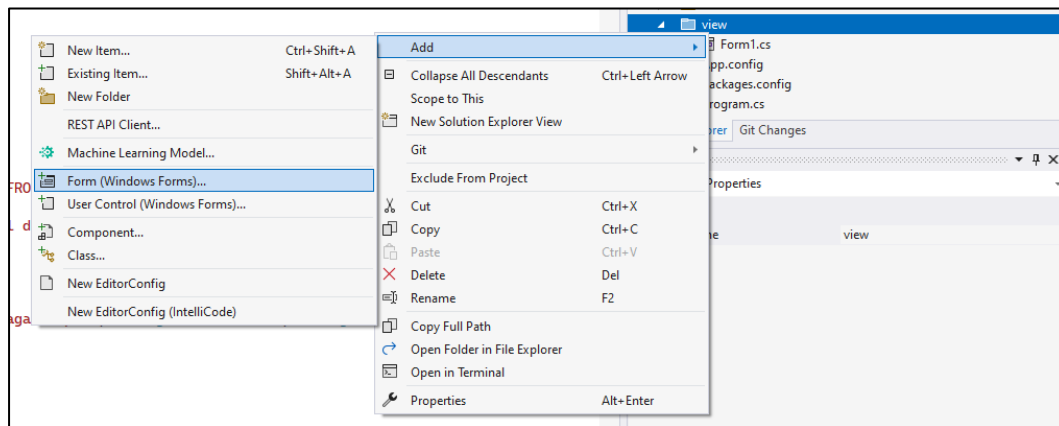 New Item... Ctrl+Shift+A
Existing Item... Shift+Alt+A
New Folder
REST API Client...
Machine Learning Model...
Form (Windows Forms)...
User Control (Windows Forms)...
Component...
Class...
New EditorConfig
New EditorConfig (IntelliCode)
Add
Collapse All Descendants Ctrl+Left Arrow
Scope to This
New Solution Explorer View
Git
Exclude From Project
Cut Ctrl+X
Copy Ctrl+C
Paste Ctrl+V
Delete Del
Rename F2
Copy Full Path
Open Folder in File Explorer
Open in Terminal
Properties Alt+Enter
view
Form1.cs
pp.config
ackages.config
rogram.cs
rer Git Changes
Properties
e view
FRO
l d
aga